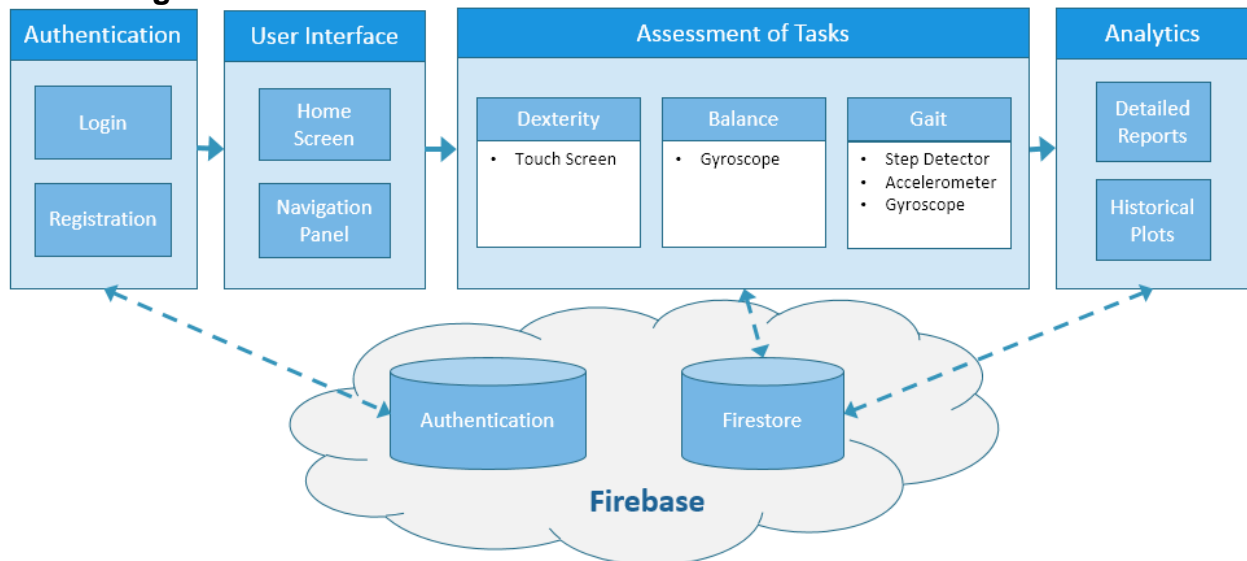 Authentication
Login
Registration
User Interface
Home
Screen
Navigation
Panel
Assessment of Tasks
Dexterity
• Touch Screen
Balance
• Gyroscope
Gait
• Step Detector
• Accelerometer
• Gyroscope
Analytics
Detailed
Reports
Historical
Plots
Authentication
Firestore
Firebase